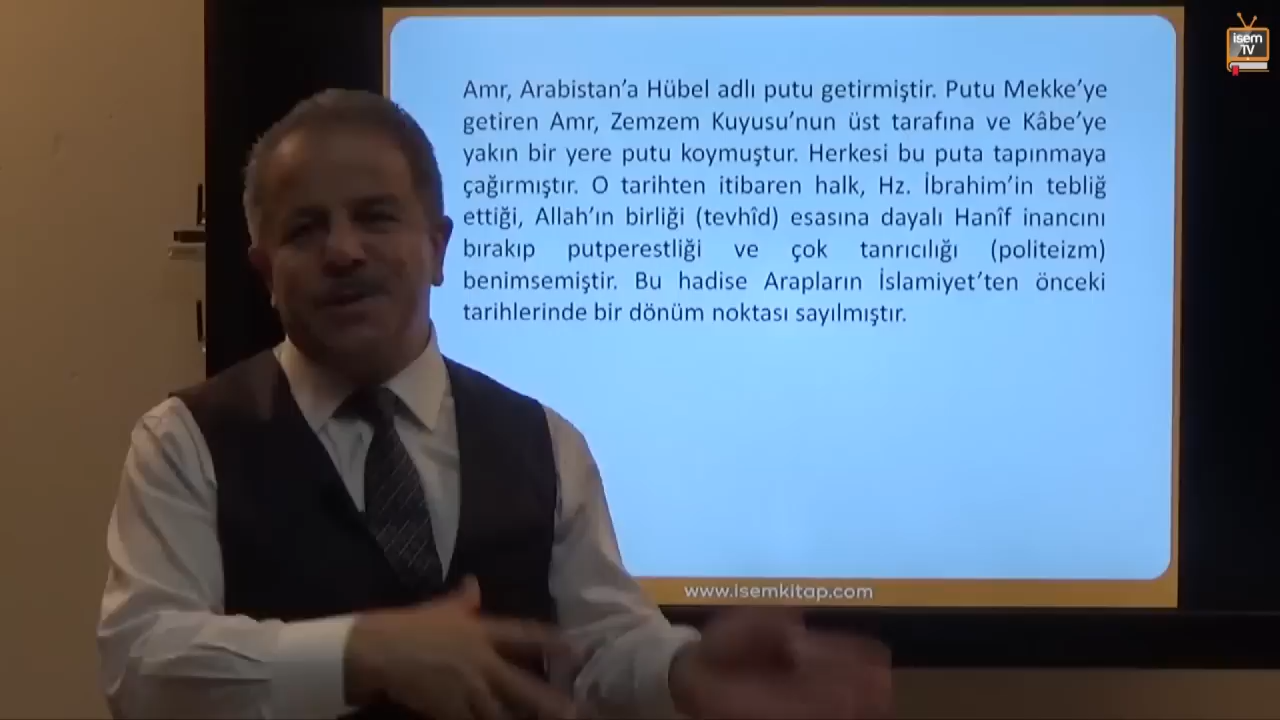 isem
TV
Amr, Arabistan’a Hübel adlı putu getirmiştir. Putu Mekke’ye
getiren Amr, Zemzem Kuyusu’nun üst tarafına ve Kâbe’ye
yakın bir yere putu koymuştur. Herkesi bu puta tapınmaya
çağırmıştır. O tarihten itibaren halk, Hz. İbrahim’in tebliğ
ettiği, Allah’ın birliği (tevhîd) esasına dayalı Hanîf inancını
bırakıp putperestliği ve çok tanrıcılığı (politeizm)
benimsemiştir. Bu hadise Arapların İslamiyet’ten önceki
tarihlerinde bir dönüm noktası sayılmıştır.
www.isemkitap.com